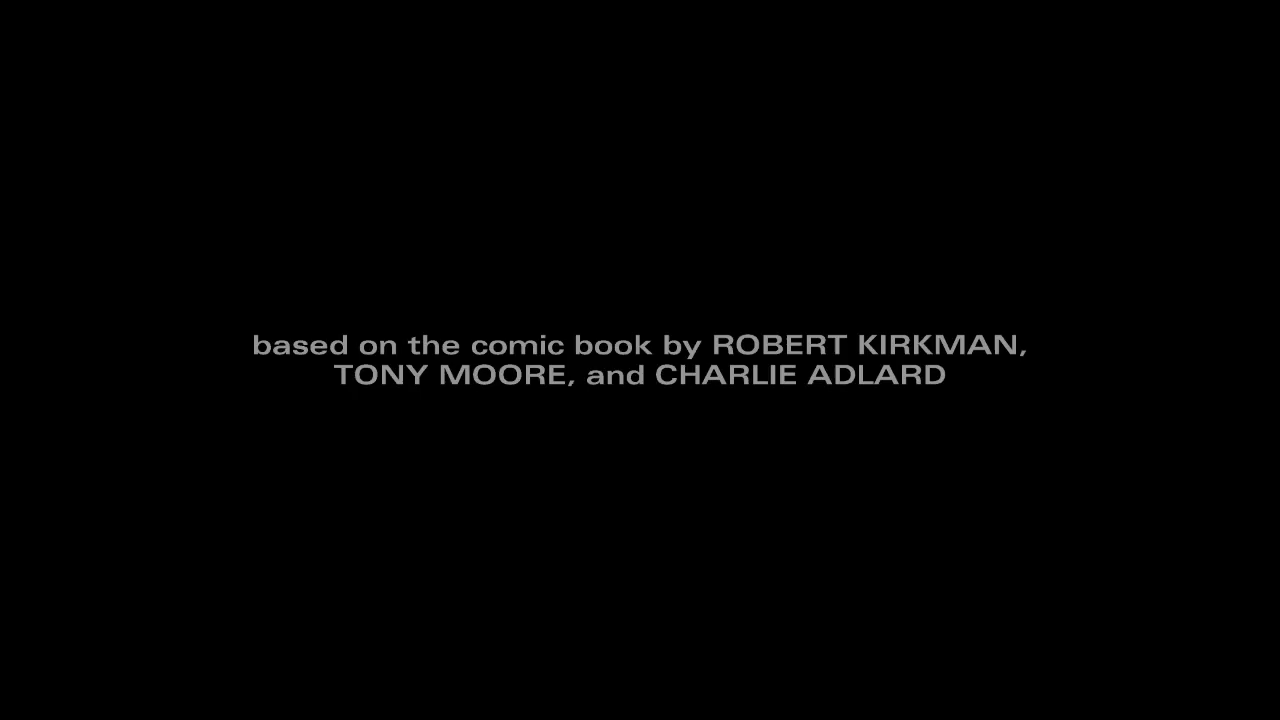 based on the comic book by ROBERT KIRKMAN,
TONY MOORE, and CHARLIE ADLARD